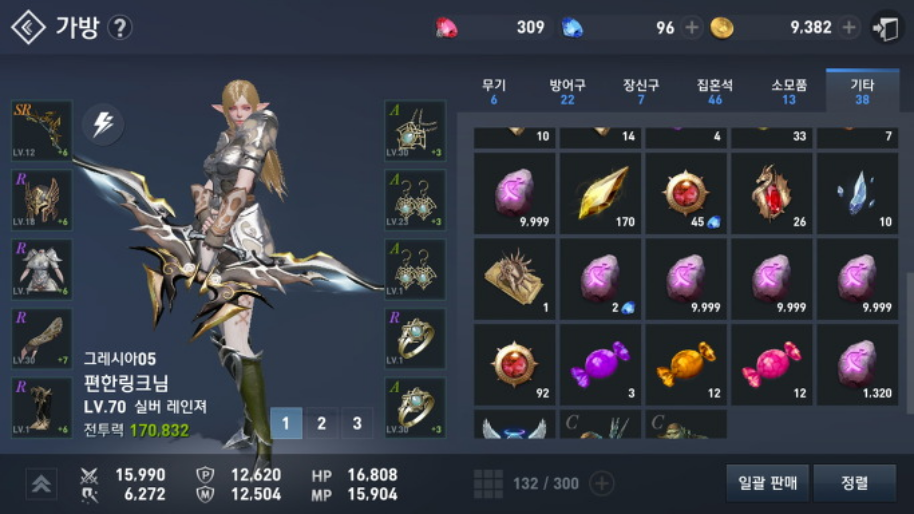 가방 ?
309 96 9,382
무기 방어구 장신구 집혼석 소모품 기타
6 22 7 46 13 38
SR
LV.12 +6
R
LV.18 +6
R
LV.1 +6
R
LV.30 +7
R
LV.1 +6
A
LV.30 +3
A
LV.23 +3
A
LV.1 +3
R
LV.1
A
LV.30 +3
그레시아05
편한링크님
LV.70 실버 레인져
전투력 170,832
1 2 3
10 14 4 33 7
9.999 170 45 26 10
1 2 9.999 9.999 9.999
92 3 12 12 1.320
C C
15,990 P 12,620 HP 16,808
6,272 M 12,504 MP 15,904
132 / 300
일괄 판매 정렬